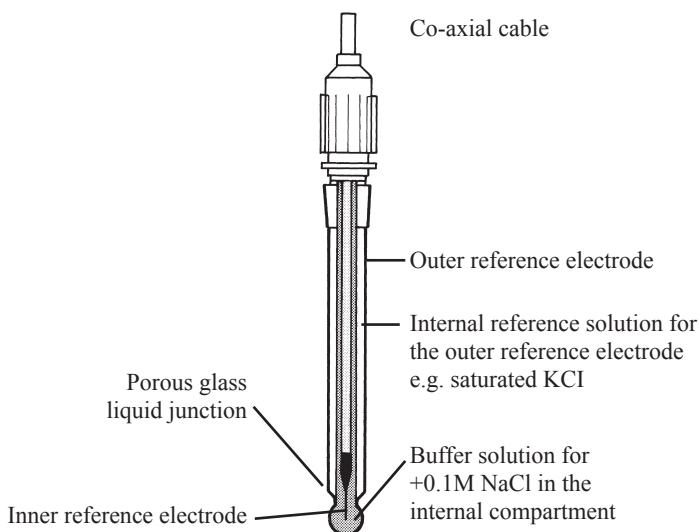 Co-axial cable
Outer reference electrode
Internal reference solution for
the outer reference electrode
e.g. saturated KCI
Porous glass
liquid junction
Buffer solution for
+0.1M NaCl in the
internal compartment
Inner reference electrode